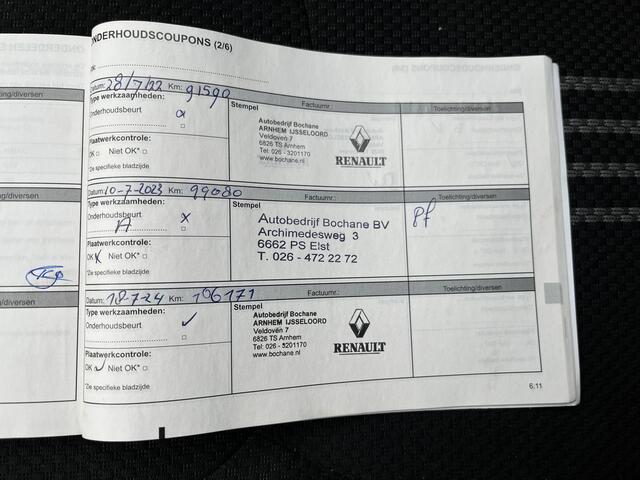 ONDERHOUDSCOUPONS (2/6)
Datum: 28/7/22 Km: 91590
Type werkzaamheden:
Onderhoudsbeurt
Plaatwerkcontrole:
OK □ Niet OK* □
*Zie specifieke bladzijde
Stempel
Factuurnr.:
Toelichting/diversen
Autobedrijf Bochane
ARNHEM IJSSELOORD
Veldoven 7
6826 TS Arnhem
Tel: 026 - 3201170
www.bochane.nl
RENAULT
Datum: 10-7-2023 Km: 99080
Type werkzaamheden:
Onderhoudsbeurt X
A □
Plaatwerkcontrole:
OK Niet OK* □
*Zie specifieke bladzijde
Stempel
Factuurnr.:
Toelichting/diversen
Autobedrijf Bochane BV
Archimedesweg 3
6662 PS Elst
T. 026 - 472 22 72
Datum: 18-7-24 Km: 106171
Type werkzaamheden:
Onderhoudsbeurt ✓
□
Plaatwerkcontrole:
OK ✓ Niet OK* □
*Zie specifieke bladzijde
Stempel
Factuurnr.:
Toelichting/diversen
Autobedrijf Bochane
ARNHEM IJSSELOORD
Veldoven 7
6826 TS Arnhem
Tel: 026 - 3201170
www.bochane.nl
RENAULT
6.11